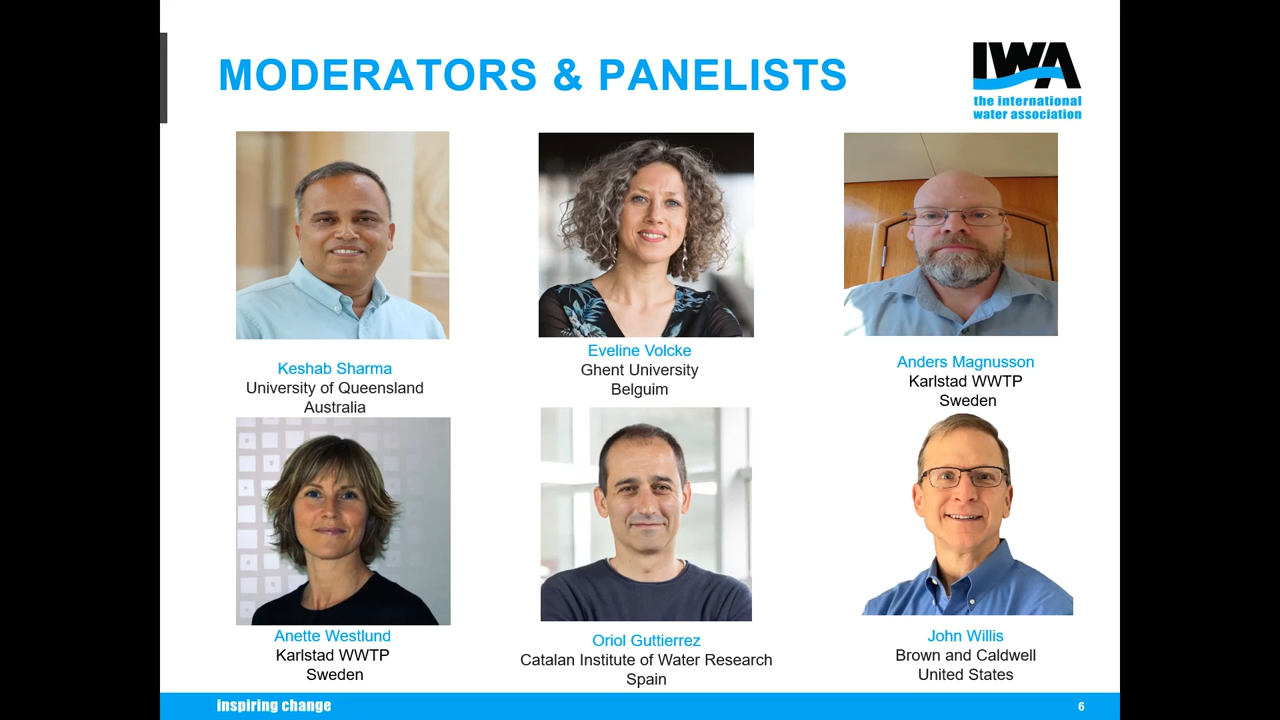 MODERATORS & PANELISTS
IWA
the international
water association
Keshab Sharma
University of Queensland
Australia
Eveline Volcke
Ghent University
Belguim
Anders Magnusson
Karlstad WWTP
Sweden
Anette Westlund
Karlstad WWTP
Sweden
Oriol Guttierrez
Catalan Institute of Water Research
Spain
John Willis
Brown and Caldwell
United States
inspiring change
6